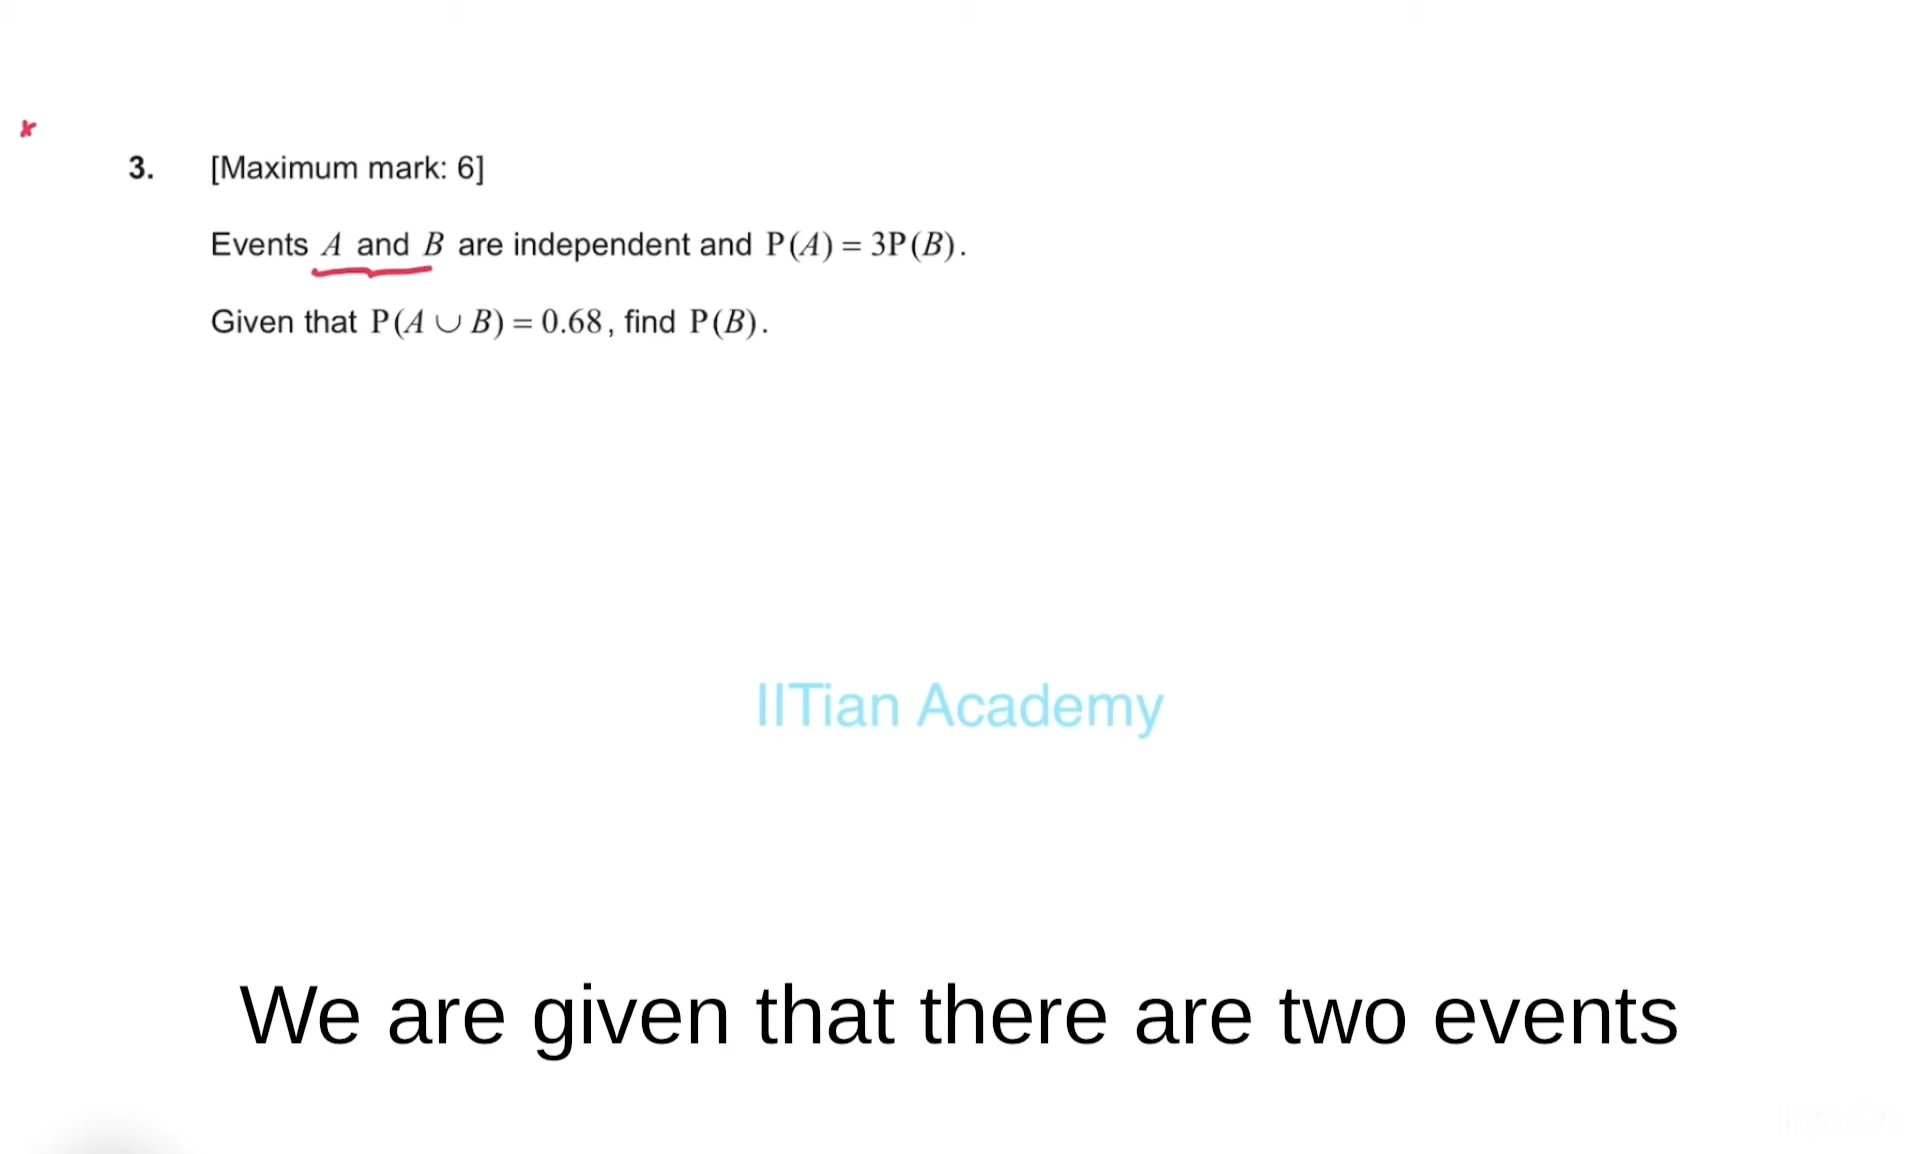 3. [Maximum mark: 6]
Events A and B are independent and P(A) = 3P(B).
Given that P(A ∪ B) = 0.68, find P(B).
IITian Academy
We are given that there are two events